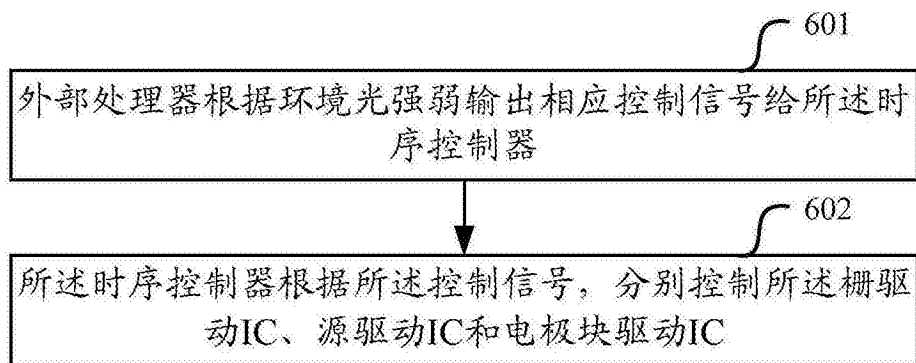 601
外部处理器根据环境光强弱输出相应控制信号给所述时
序控制器
602
所述时序控制器根据所述控制信号，分别控制所述栅驱
动IC、源驱动IC和电极块驱动IC